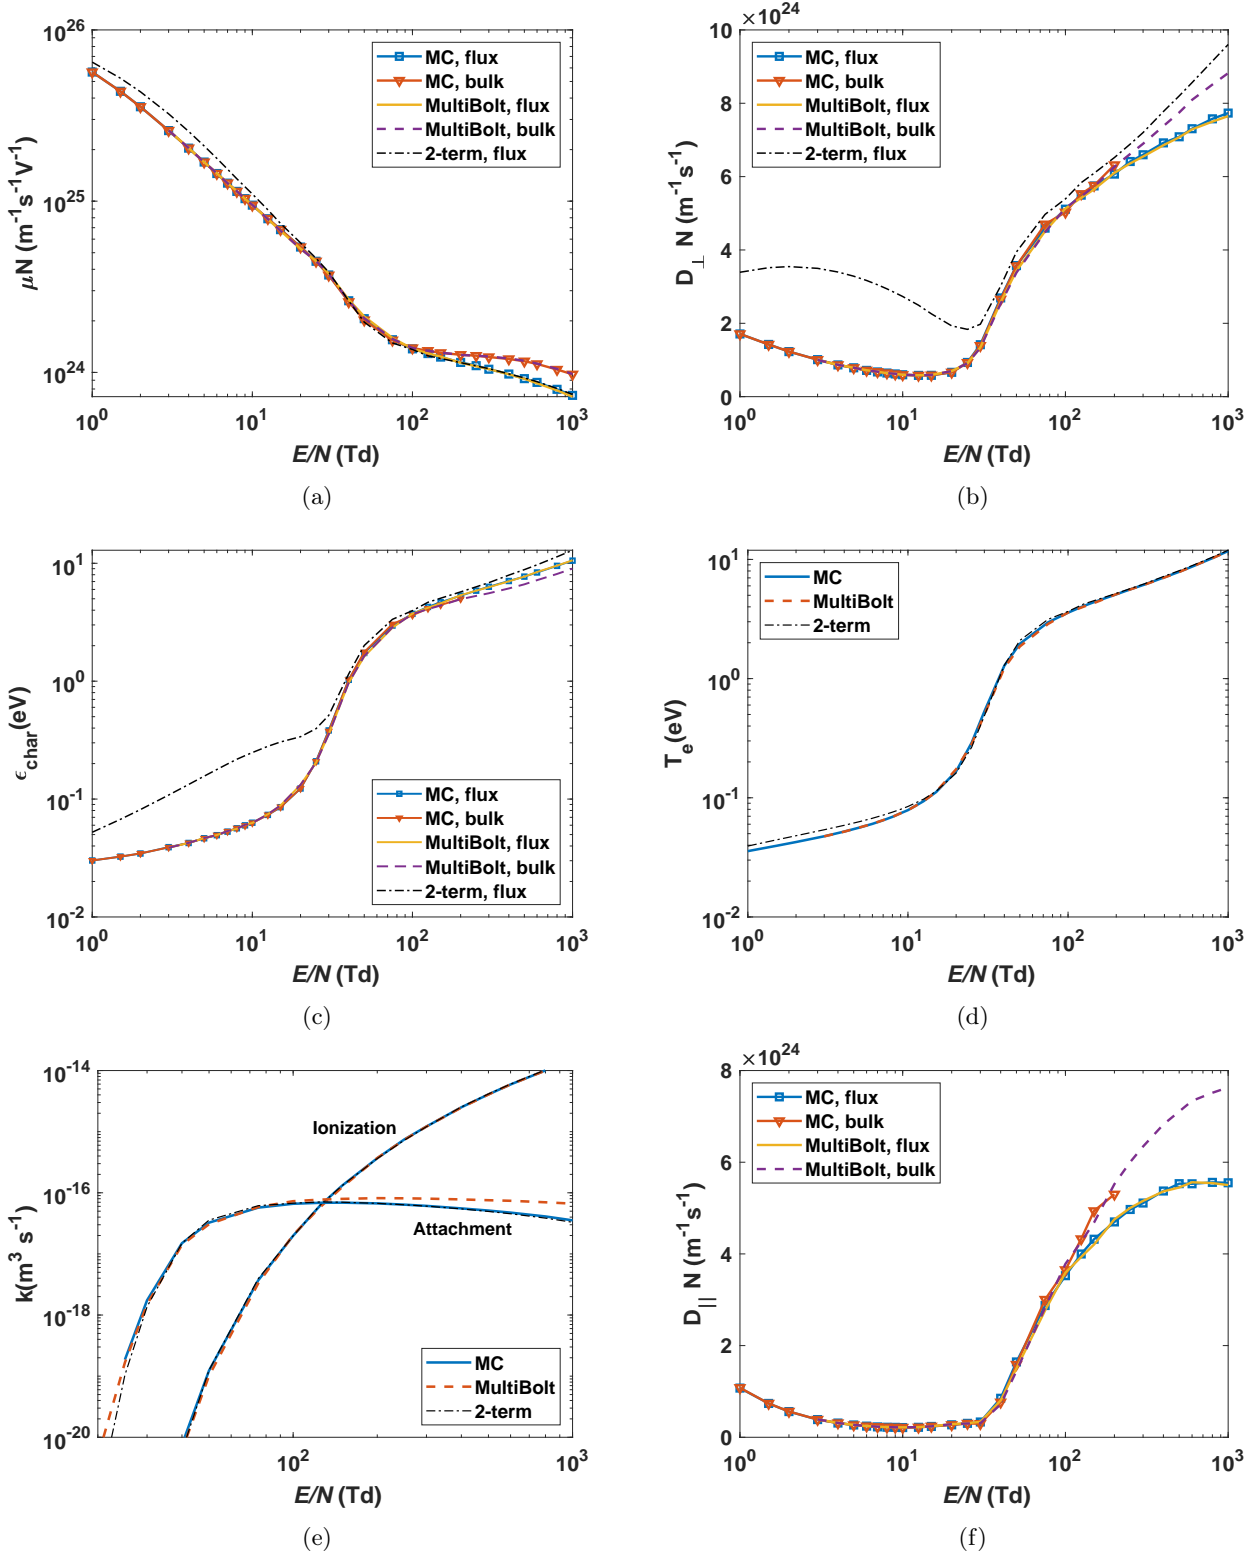 10^26
10^25
10^24
μN (m^-1 s^-1 V^-1)
MC, flux
MC, bulk
MultiBolt, flux
MultiBolt, bulk
2-term, flux
10^0 10^1 10^2 10^3
E/N (Td)
(a)
×10^24
10
8
6
4
2
0
D⊥ N (m^-1 s^-1)
MC, flux
MC, bulk
MultiBolt, flux
MultiBolt, bulk
2-term, flux
10^0 10^1 10^2 10^3
E/N (Td)
(b)
10^1
10^0
10^-1
10^-2
ϵ_char (eV)
MC, flux
MC, bulk
MultiBolt, flux
MultiBolt, bulk
2-term, flux
10^0 10^1 10^2 10^3
E/N (Td)
(c)
10^1
10^0
10^-1
10^-2
T_e (eV)
MC
MultiBolt
2-term
10^0 10^1 10^2 10^3
E/N (Td)
(d)
10^-14
10^-16
10^-18
10^-20
k(m^3 s^-1)
Ionization
Attachment
MC
MultiBolt
2-term
10^2 10^3
E/N (Td)
(e)
×10^24
8
6
4
2
0
D_|| N (m^-1 s^-1)
MC, flux
MC, bulk
MultiBolt, flux
MultiBolt, bulk
10^0 10^1 10^2 10^3
E/N (Td)
(f)